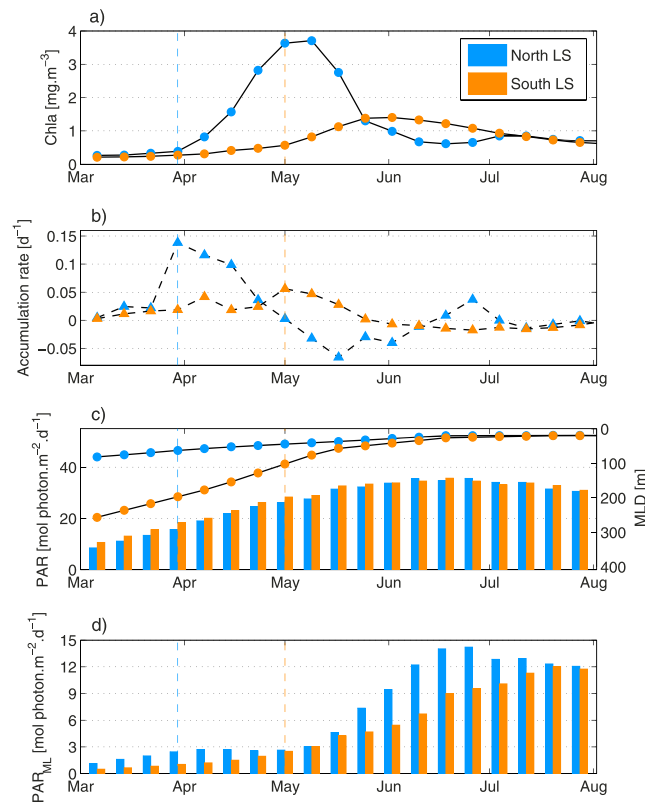 a)
Chla [mg.m⁻³]
4
3
2
1
0
North LS
South LS
Mar Apr May Jun Jul Aug
b)
Accumulation rate [d⁻¹]
0.15
0.1
0.05
0
−0.05
Mar Apr May Jun Jul Aug
c)
PAR [mol photon.m⁻².d⁻¹]
40
20
0
0
100
200
300
400
MLD [m]
Mar Apr May Jun Jul Aug
d)
PAR_ML [mol photon.m⁻².d⁻¹]
15
12
9
6
3
0
Mar Apr May Jun Jul Aug